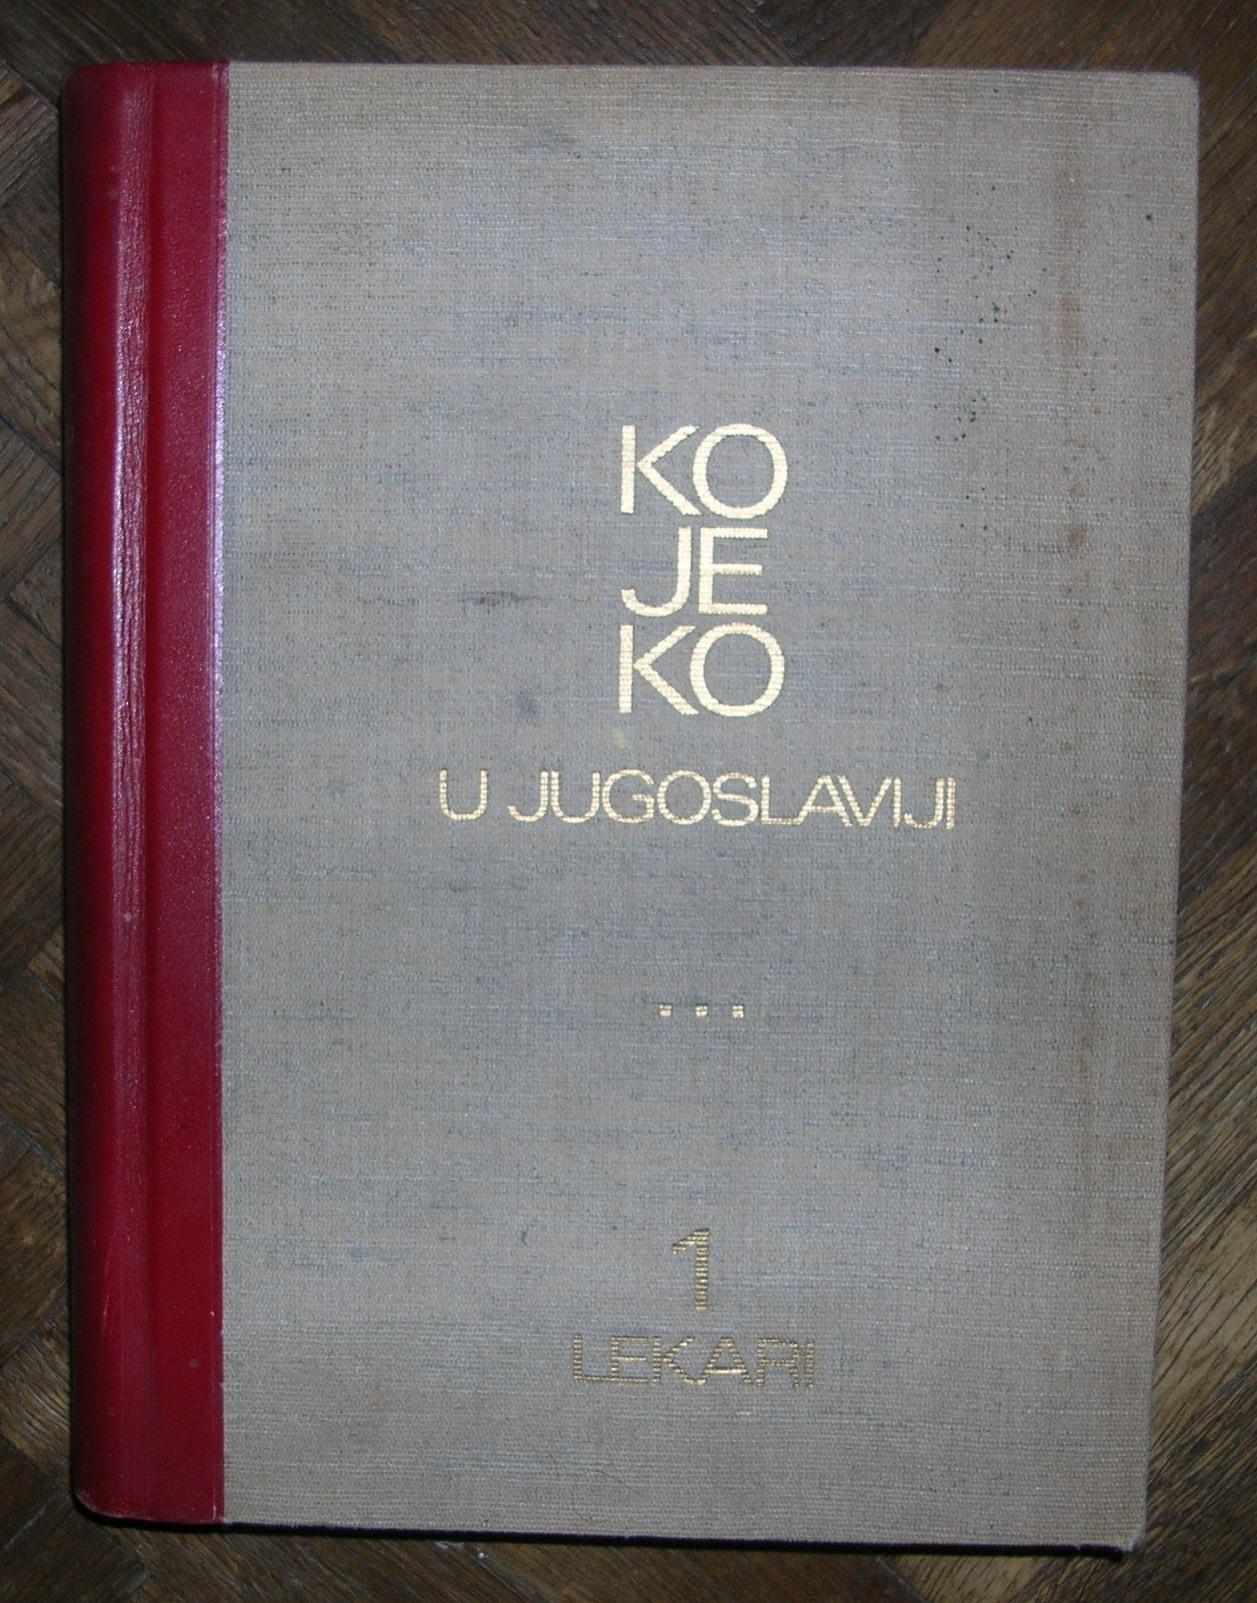 KO
JE
KO
U JUGOSLAVIJI
...
1
LEKARI